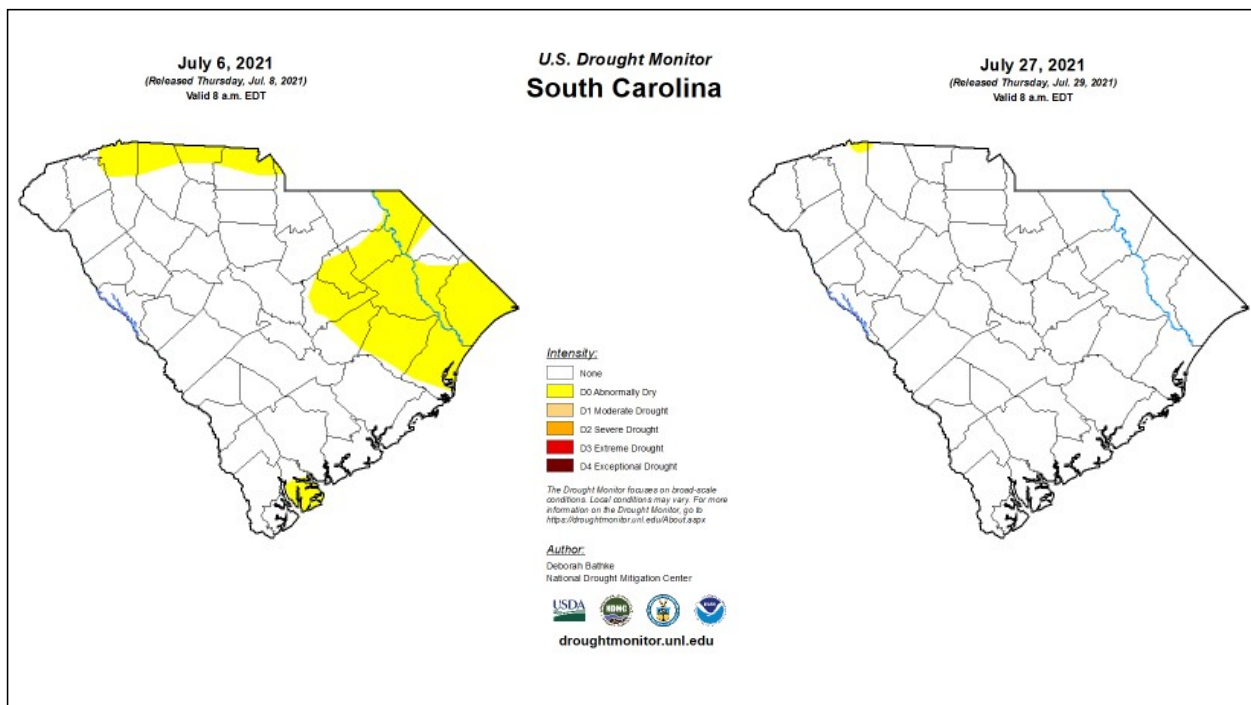 July 6, 2021
(Released Thursday, Jul. 8, 2021)
Valid 8 a.m. EDT
U.S. Drought Monitor
South Carolina
July 27, 2021
(Released Thursday, Jul. 29, 2021)
Valid 8 a.m. EDT
Intensity:
None
D0 Abnormally Dry
D1 Moderate Drought
D2 Severe Drought
D3 Extreme Drought
D4 Exceptional Drought
The Drought Monitor focuses on broad-scale
conditions. Local conditions may vary. For more
information on the Drought Monitor, go to
https://droughtmonitor.unl.edu/About.aspx
Author:
Deborah Bathke
National Drought Mitigation Center
USDA
NDMC
droughtmonitor.unl.edu